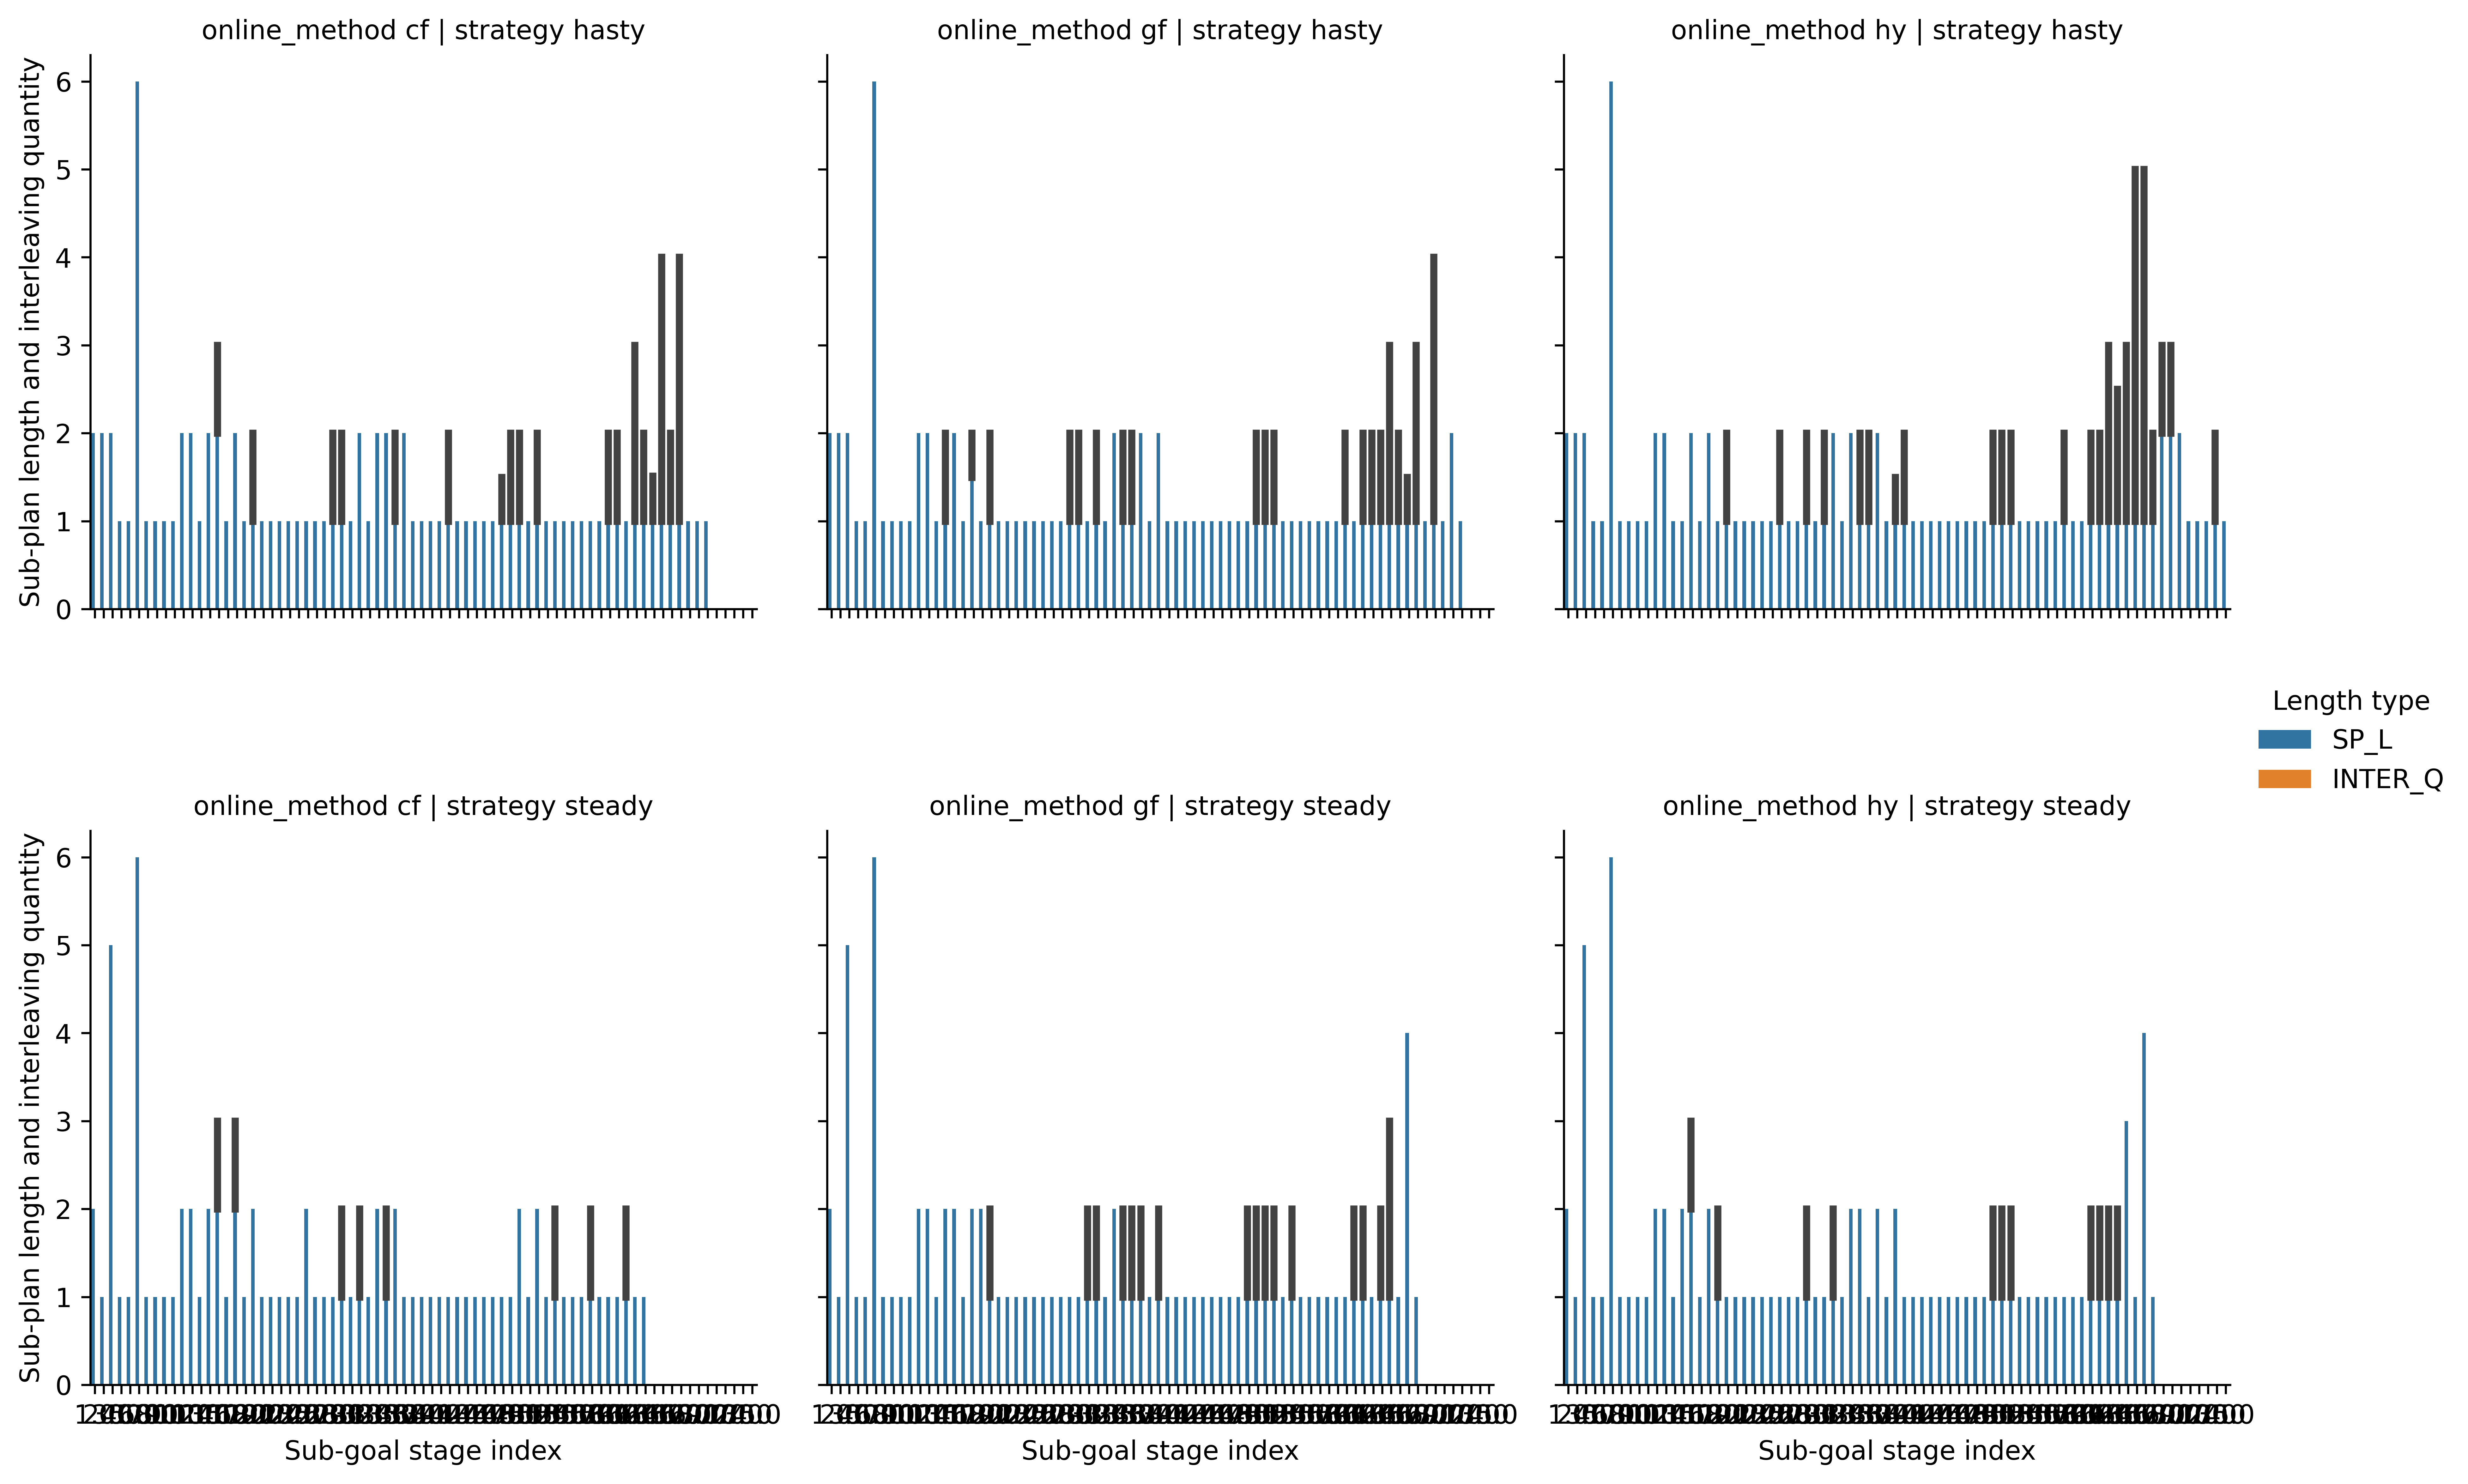 online_method cf | strategy hasty
online_method gf | strategy hasty
online_method hy | strategy hasty
Sub-plan length and interleaving quantity
6
5
4
3
2
1
0
Length type
SP_L
INTER_Q
online_method cf | strategy steady
online_method gf | strategy steady
online_method hy | strategy steady
Sub-plan length and interleaving quantity
6
5
4
3
2
1
0
Sub-goal stage index
Sub-goal stage index
Sub-goal stage index